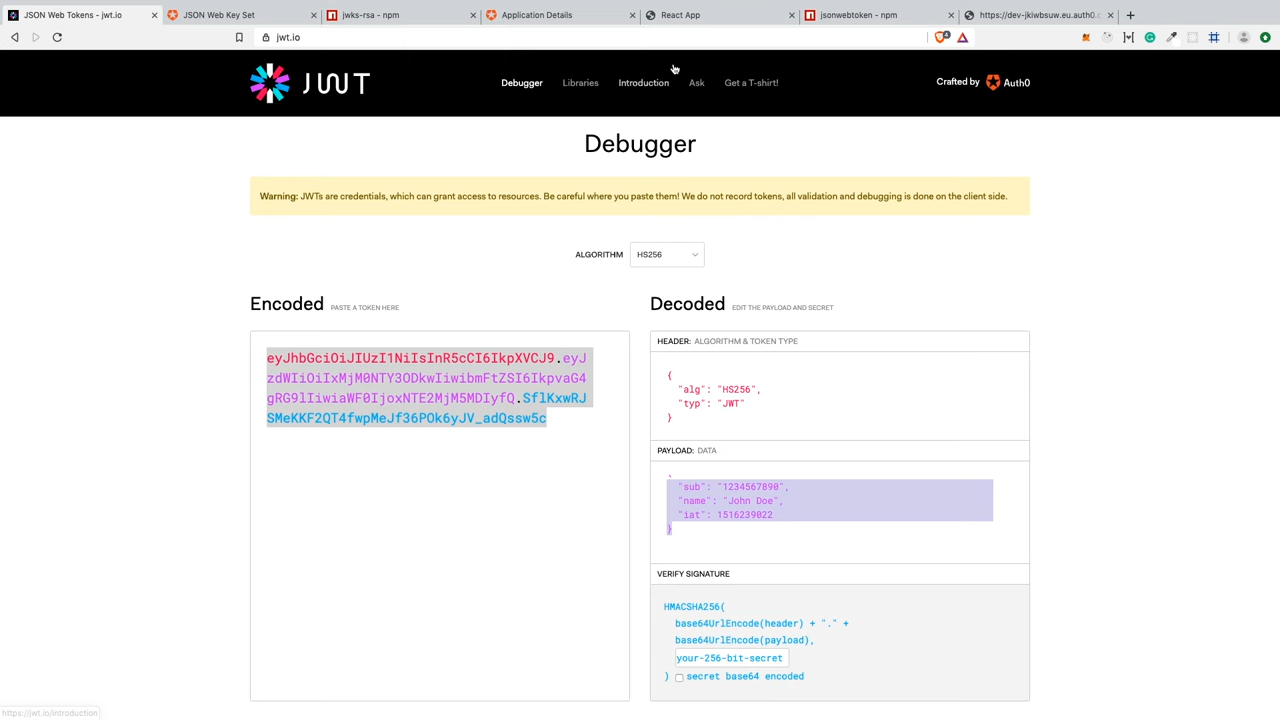 JSON Web Tokens - jwt.io
JSON Web Key Set
jwks-rsa - npm
Application Details
React App
jsonwebtoken - npm
https://dev-jkiwbsuw.eu.auth0.c
jwt.io
4
JWT
Debugger
Libraries
Introduction
Ask
Get a T-shirt!
Crafted by Auth0
Debugger
Warning: JWTs are credentials, which can grant access to resources. Be careful where you paste them! We do not record tokens, all validation and debugging is done on the client side.
ALGORITHM HS256
Encoded PASTE A TOKEN HERE
Decoded EDIT THE PAYLOAD AND SECRET
eyJhbGciOiJIUzI1NiIsInR5cCI6IkpXVCJ9.eyJ
zdWIiOiIxMjM0NTY3ODkwIiwibmFtZSI6IkpvaG4
gRG9lIiwiaWF0IjoxNTE2MjM5MDIyfQ.SflKxwRJ
SMeKKF2QT4fwpMeJf36POk6yJV_adQssw5c
HEADER: ALGORITHM & TOKEN TYPE
{
"alg": "HS256",
"typ": "JWT"
}
PAYLOAD: DATA
"sub": "1234567890",
"name": "John Doe",
"iat": 1516239022
}
VERIFY SIGNATURE
HMACSHA256(
base64UrlEncode(header) + "." +
base64UrlEncode(payload),
your-256-bit-secret
) secret base64 encoded
https://jwt.io/introduction